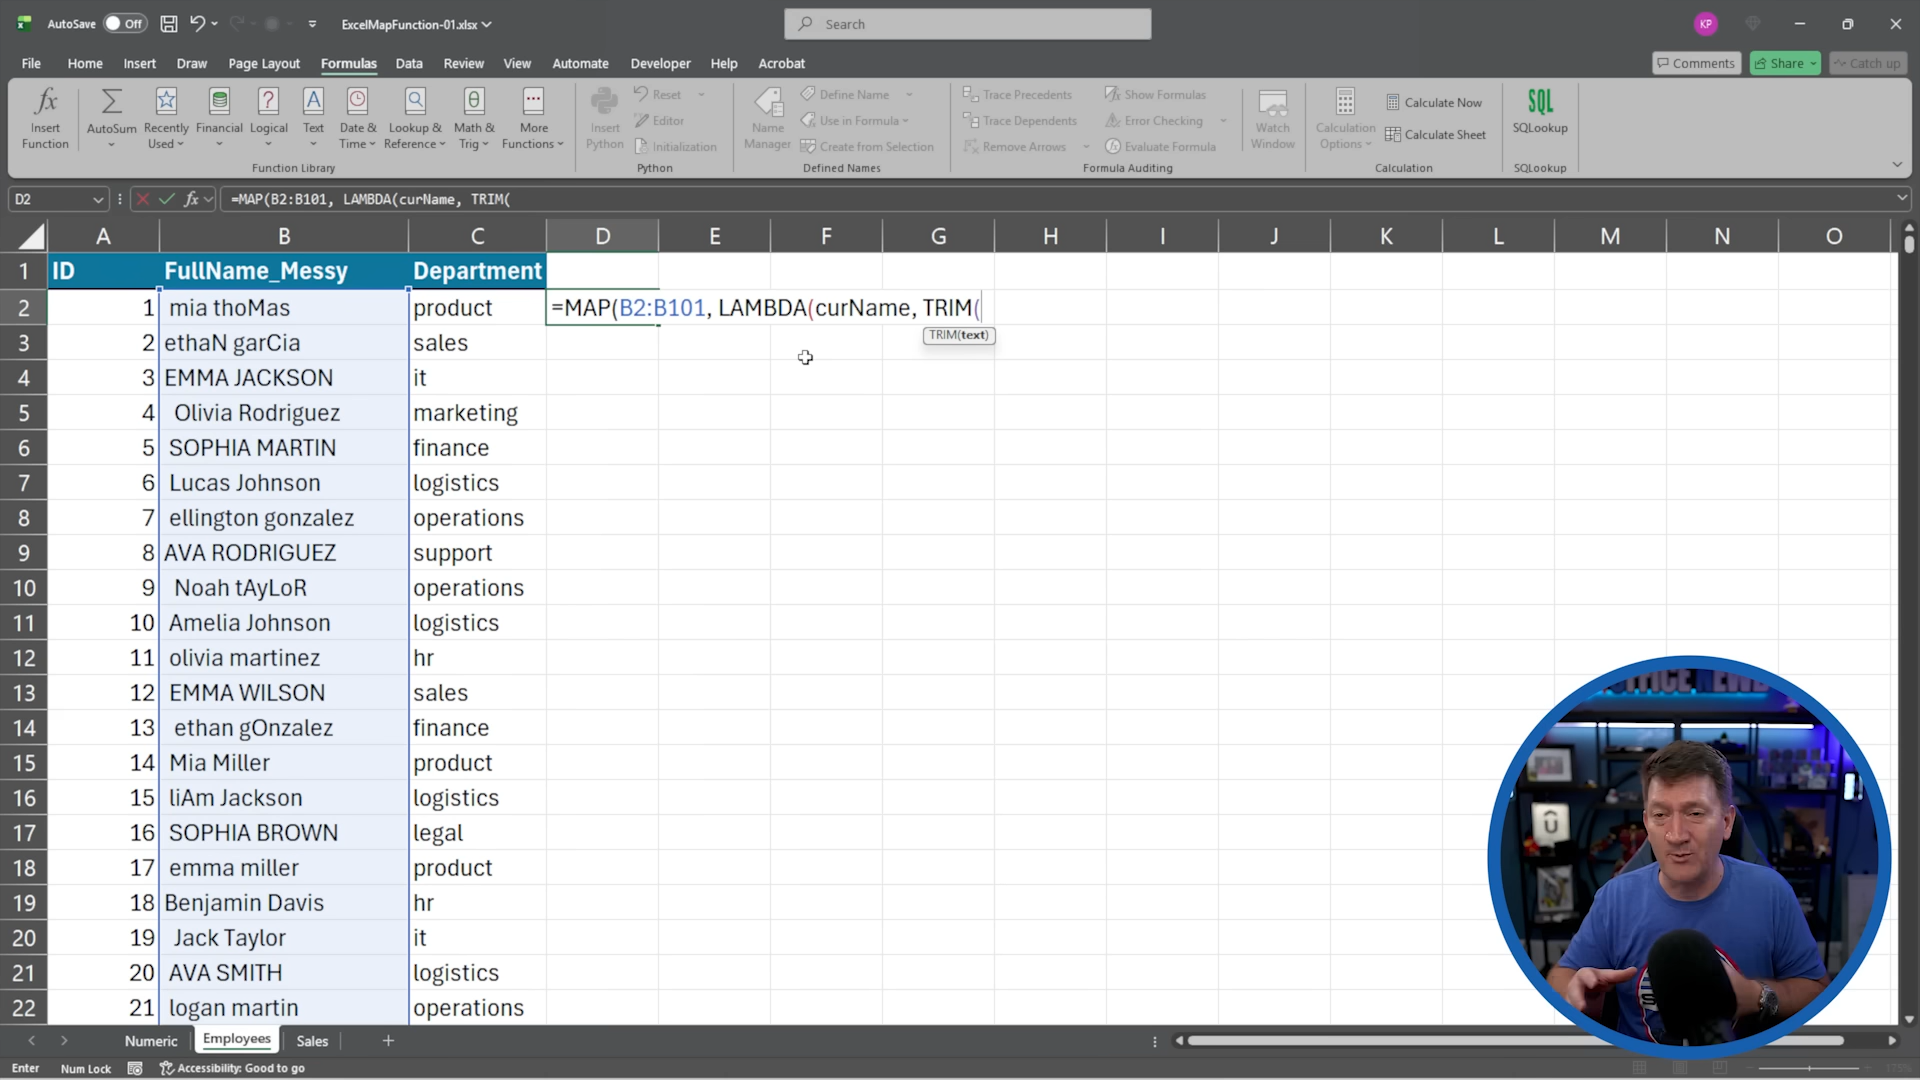 AutoSave Off ExcelMapFunction-01.xlsx Search KP
File Home Insert Draw Page Layout Formulas Data Review View Automate Developer Help Acrobat Comments Share Catch up
Insert Function
AutoSum
Recently Used
Financial
Logical
Text
Date & Time
Lookup & Reference
Math & Trig
More Functions
Function Library
Insert Python
Reset
Editor
Initialization
Python
Name Manager
Define Name
Use in Formula
Create from Selection
Defined Names
Trace Precedents
Trace Dependents
Remove Arrows
Show Formulas
Error Checking
Evaluate Formula
Formula Auditing
Watch Window
Calculation Options
Calculate Now
Calculate Sheet
Calculation
SQL
SQLookup
SQLookup
D2 fx =MAP(B2:B101, LAMBDA(curName, TRIM(
A B C D E F G H I J K L M N O
1 ID FullName_Messy Department
2 1 mia thoMas product =MAP(B2:B101, LAMBDA(curName, TRIM(
TRIM(text)
3 2 ethaN garCia sales
4 3 EMMA JACKSON it
5 4 Olivia Rodriguez marketing
6 5 SOPHIA MARTIN finance
7 6 Lucas Johnson logistics
8 7 ellington gonzalez operations
9 8 AVA RODRIGUEZ support
10 9 Noah tAyLoR operations
11 10 Amelia Johnson logistics
12 11 olivia martinez hr
13 12 EMMA WILSON sales
14 13 ethan gOnzalez finance
15 14 Mia Miller product
16 15 liAm Jackson logistics
17 16 SOPHIA BROWN legal
18 17 emma miller product
19 18 Benjamin Davis hr
20 19 Jack Taylor it
21 20 AVA SMITH logistics
22 21 logan martin operations
Numeric Employees Sales
Enter Num Lock Accessibility: Good to go 175%